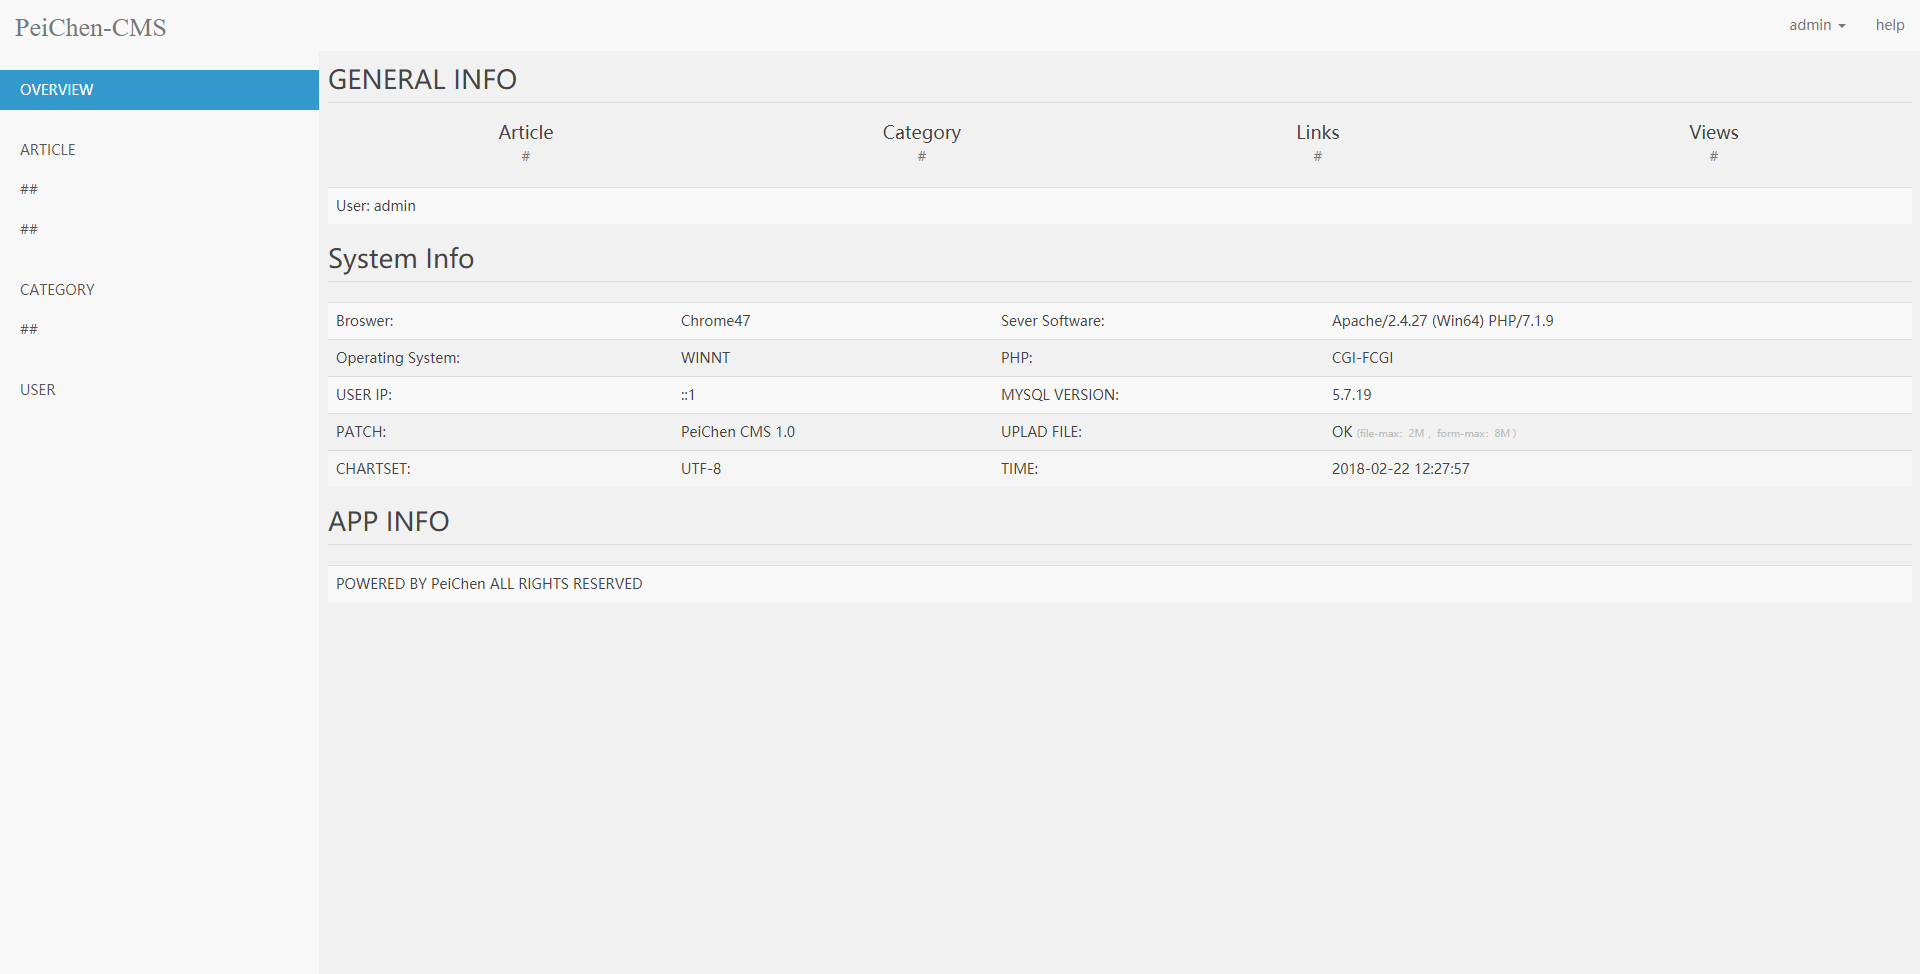 PeiChen-CMS
admin
help
OVERVIEW
ARTICLE
##
##
CATEGORY
##
USER
GENERAL INFO
Article Category Links Views
# # # #
User: admin
System Info
Broswer: Chrome47 Sever Software: Apache/2.4.27 (Win64) PHP/7.1.9
Operating System: WINNT PHP: CGI-FCGI
USER IP: ::1 MYSQL VERSION: 5.7.19
PATCH: PeiChen CMS 1.0 UPLAD FILE: OK (file-max: 2M , form-max: 8M )
CHARTSET: UTF-8 TIME: 2018-02-22 12:27:57
APP INFO
POWERED BY PeiChen ALL RIGHTS RESERVED